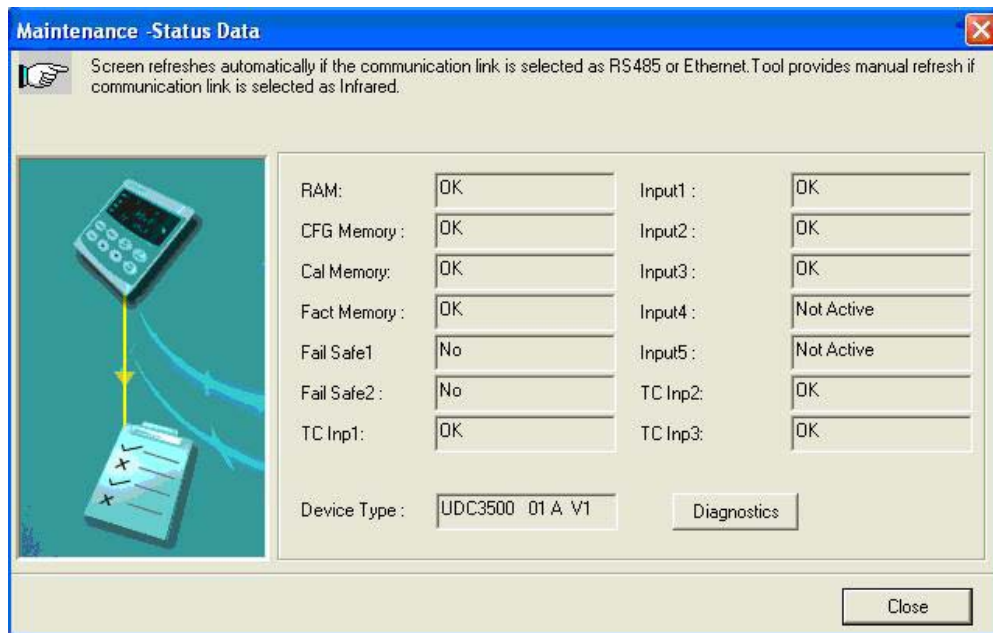 Maintenance -Status Data
Screen refreshes automatically if the communication link is selected as RS485 or Ethernet.Tool provides manual refresh if
communication link is selected as Infrared.
RAM: OK Input1 : OK
CFG Memory : OK Input2 : OK
Cal Memory: OK Input3 : OK
Fact Memory : OK Input4 : Not Active
Fail Safe1 No Input5 : Not Active
Fail Safe2 : No TC Inp2: OK
TC Inp1: OK TC Inp3: OK
Device Type : UDC3500 01 A V1 Diagnostics
Close